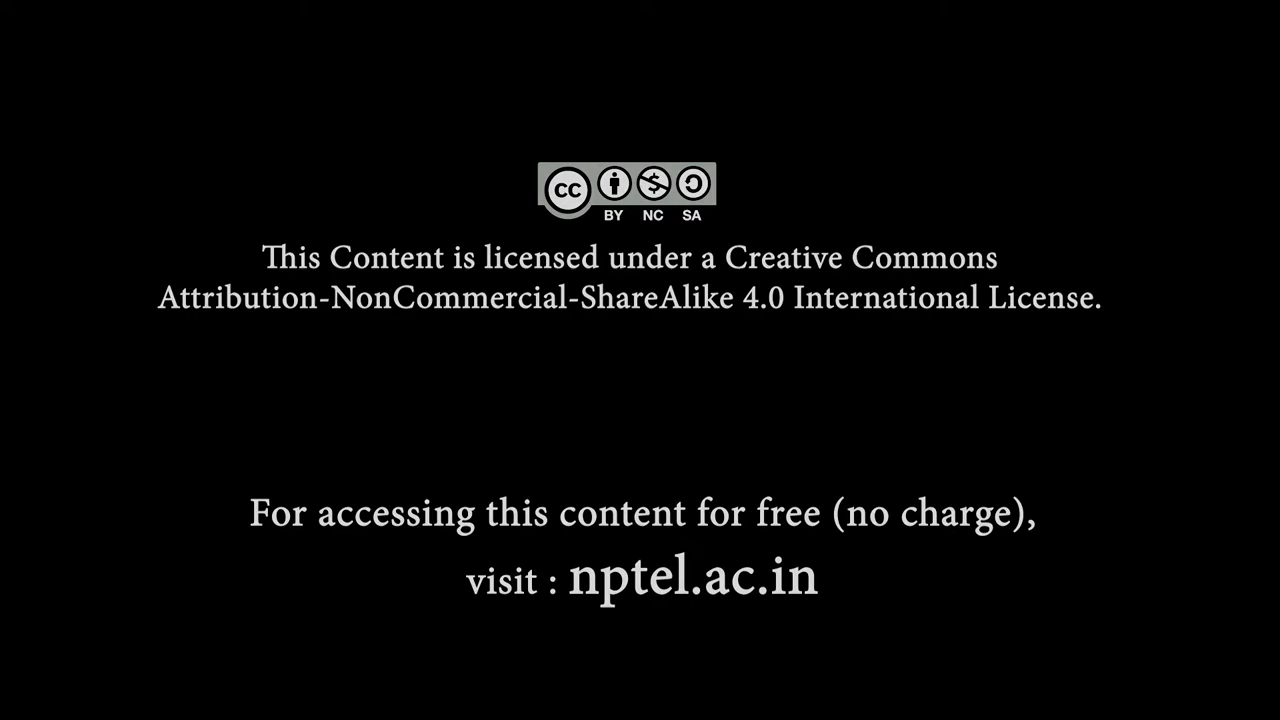 CC BY NC SA
This Content is licensed under a Creative Commons
Attribution-NonCommercial-ShareAlike 4.0 International License.
For accessing this content for free (no charge),
visit : nptel.ac.in